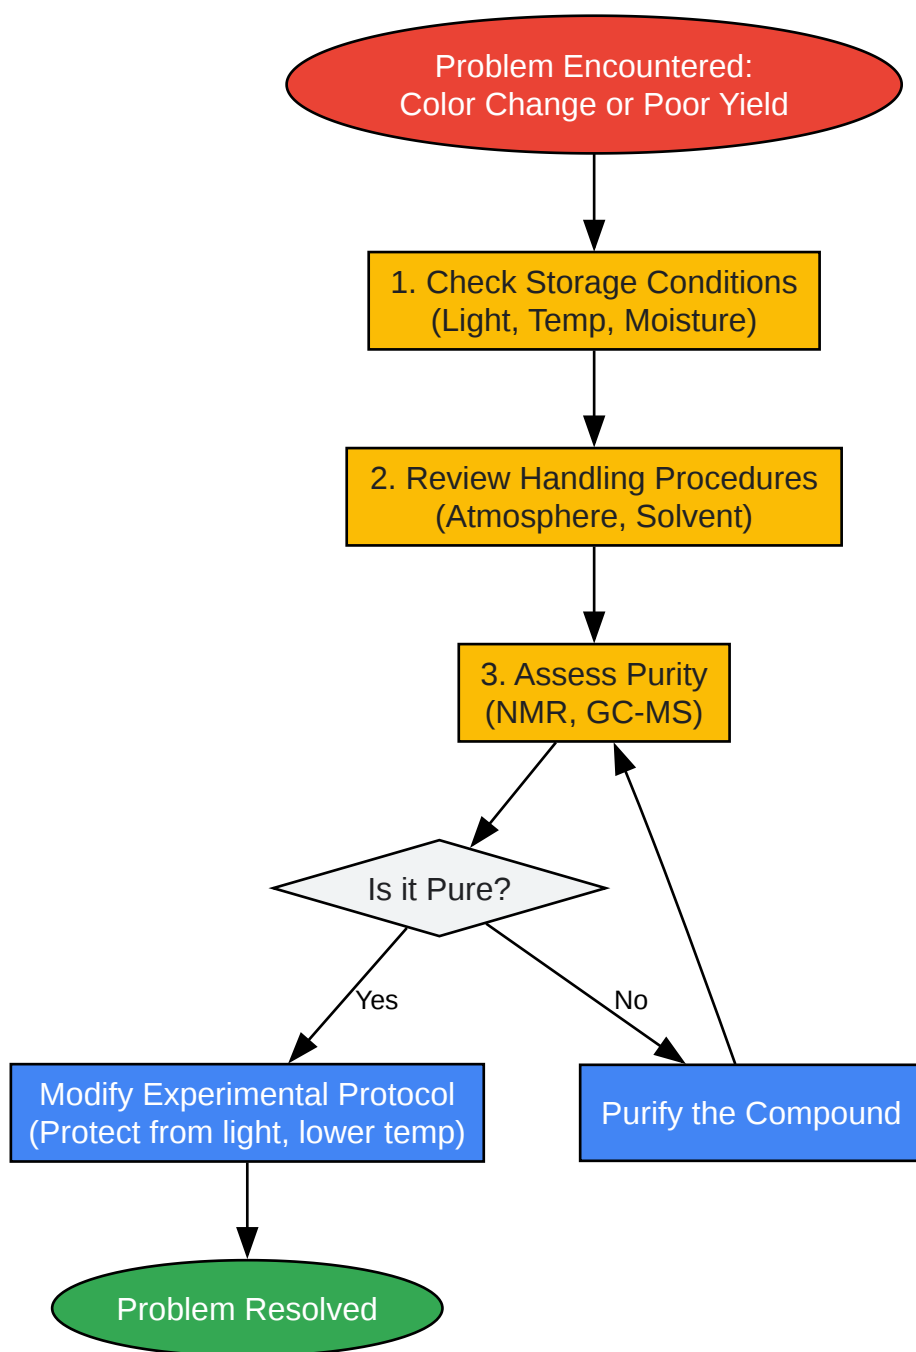 Problem Encountered:
Color Change or Poor Yield
1. Check Storage Conditions
(Light, Temp, Moisture)
2. Review Handling Procedures
(Atmosphere, Solvent)
3. Assess Purity
(NMR, GC-MS)
Is it Pure?
Yes
No
Modify Experimental Protocol
(Protect from light, lower temp)
Purify the Compound
Problem Resolved